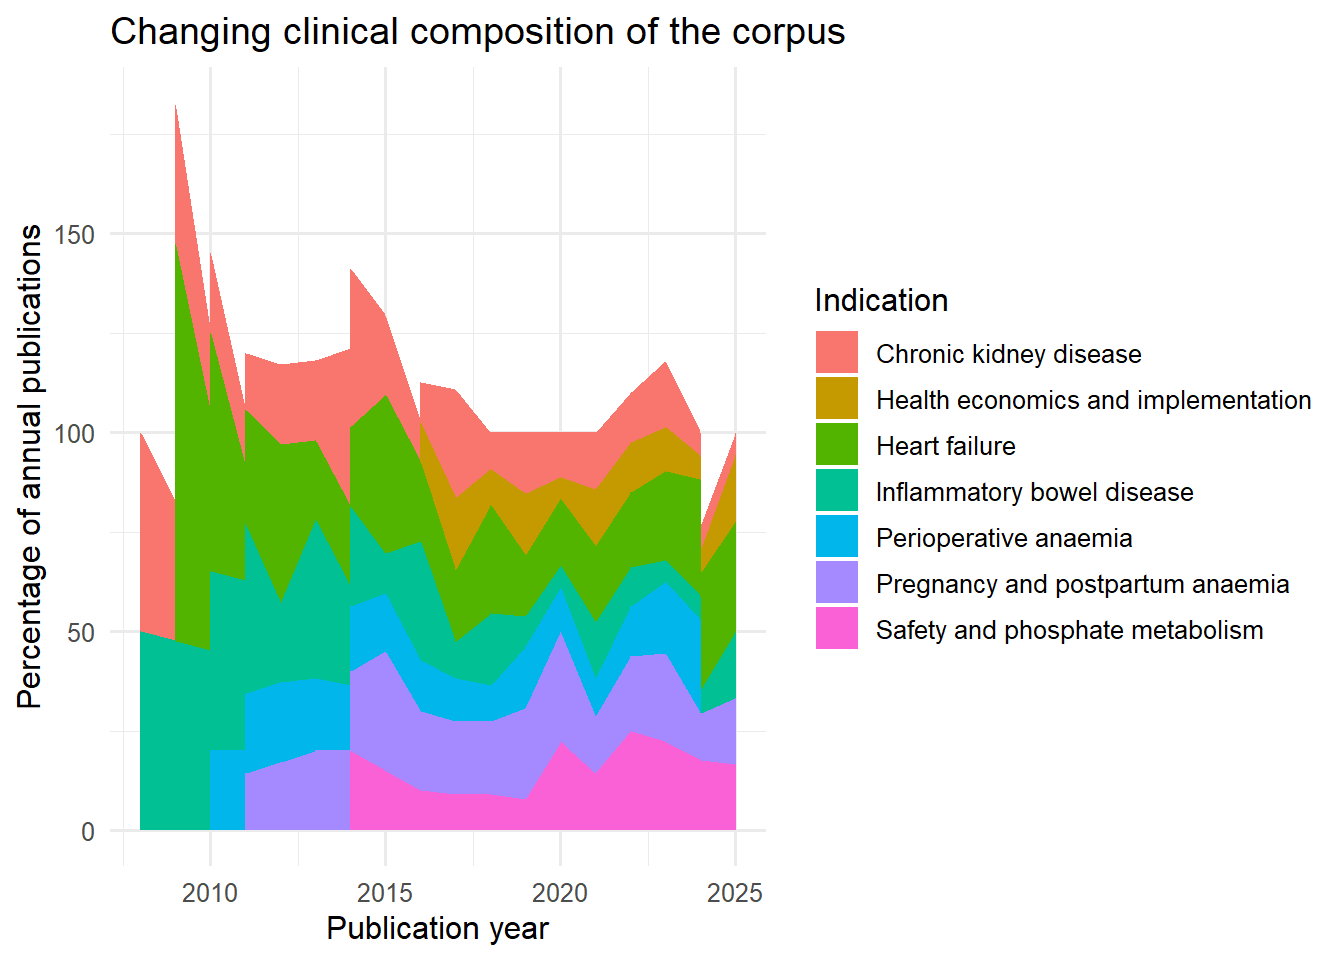 Changing clinical composition of the corpus
Percentage of annual publications
150
100
50
0
2010
2015
2020
2025
Publication year
Indication
Chronic kidney disease
Health economics and implementation
Heart failure
Inflammatory bowel disease
Perioperative anaemia
Pregnancy and postpartum anaemia
Safety and phosphate metabolism